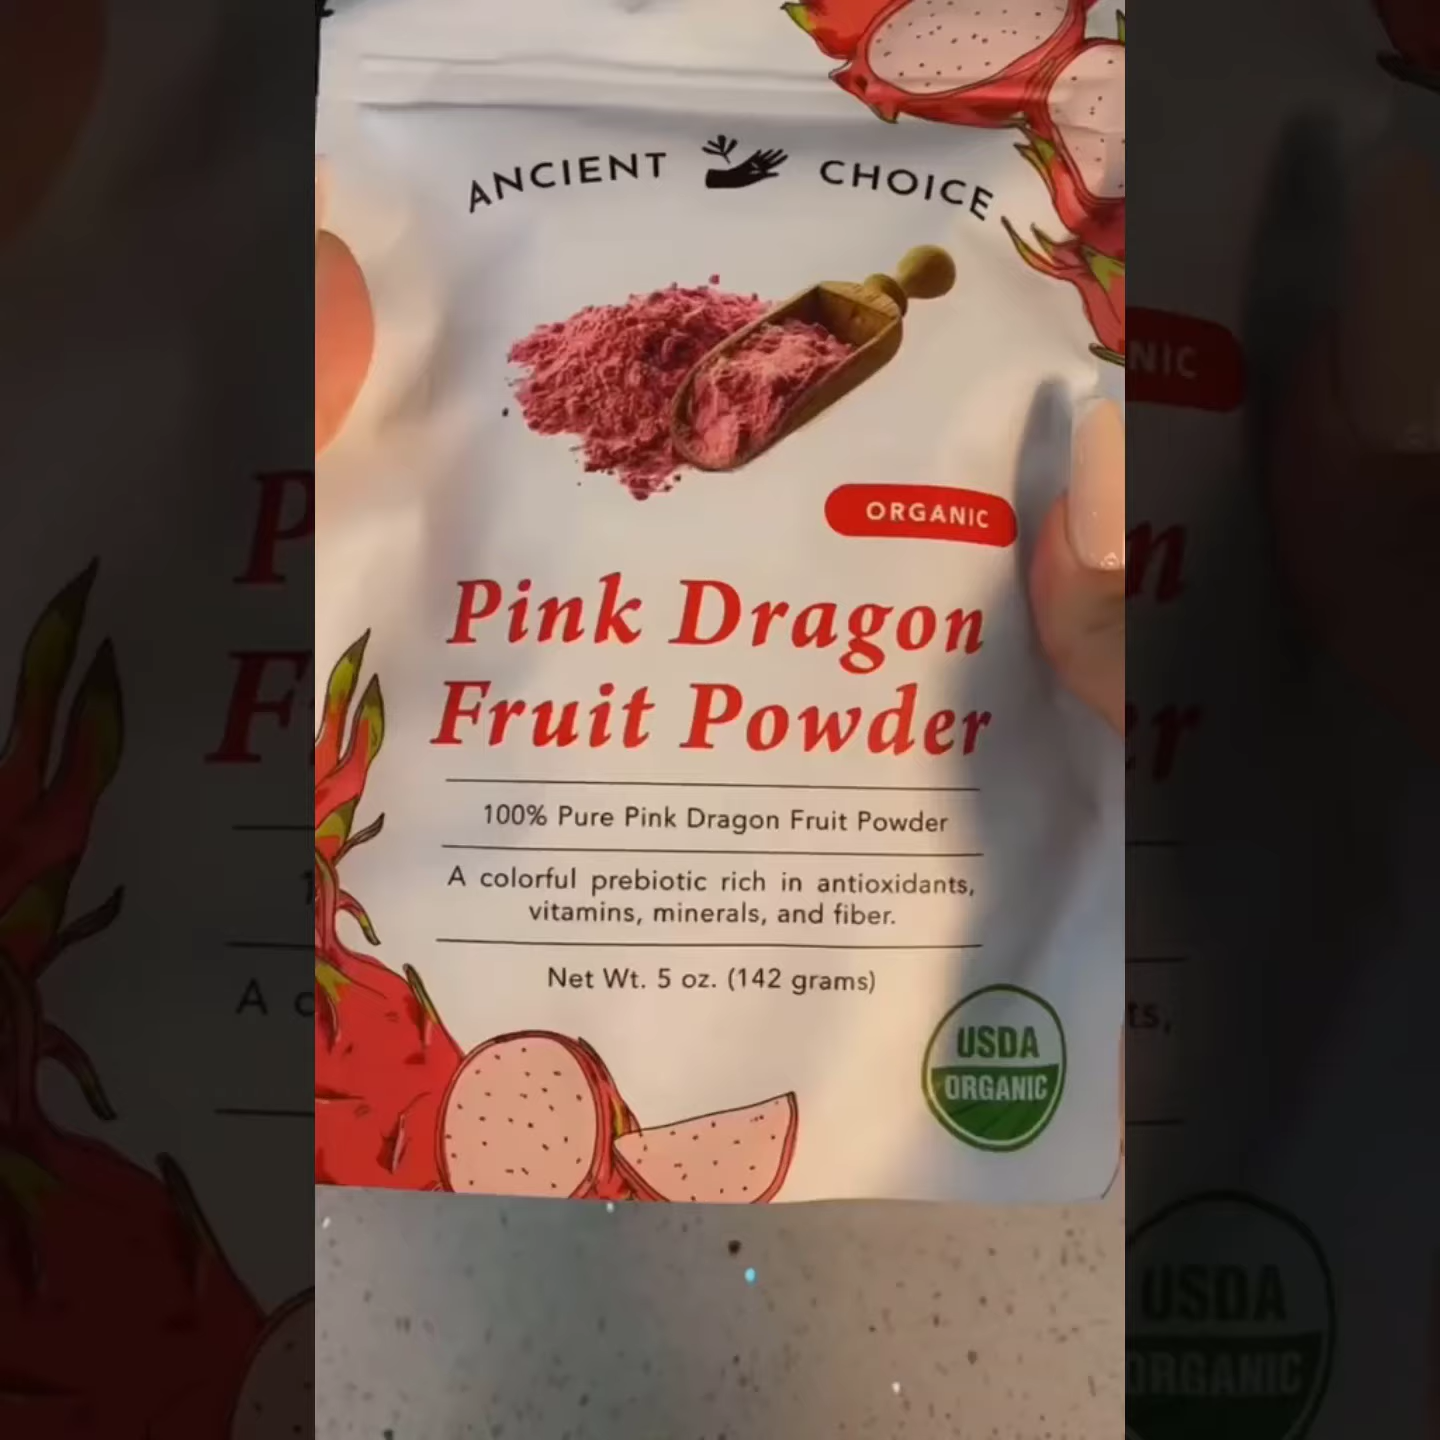 ANCIENT CHOICE
ORGANIC
Pink Dragon
Fruit Powder
100% Pure Pink Dragon Fruit Powder
A colorful prebiotic rich in antioxidants,
vitamins, minerals, and fiber.
Net Wt. 5 oz. (142 grams)
USDA
ORGANIC